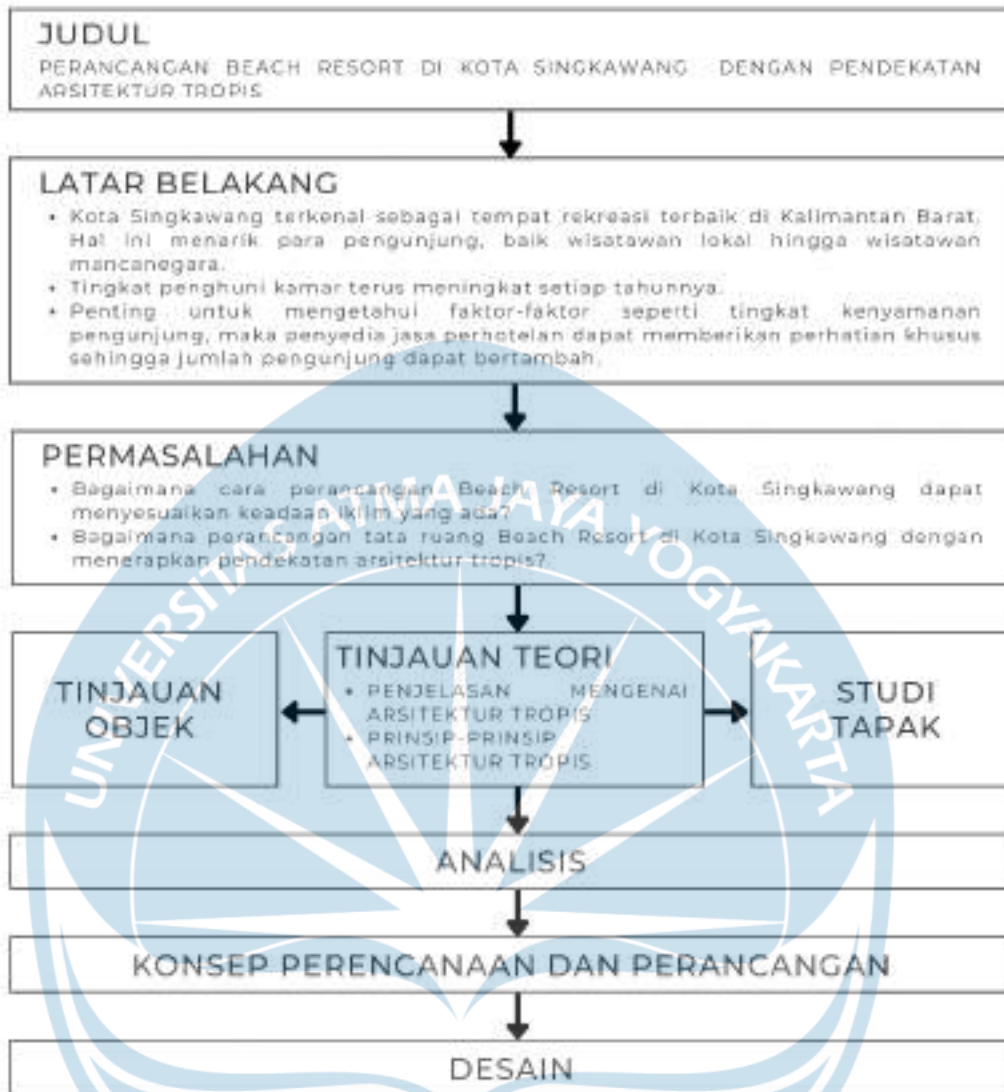 JUDUL
PERANCANGAN BEACH RESORT DI KOTA SINGKAWANG DENGAN PENDEKATAN
ARSITEKTUR TROPIS
LATAR BELAKANG
• Kota Singkawang terkenal sebagai tempat rekreasi terbaik di Kalimantan Barat.
Hal ini menarik para pengunjung, baik wisatawan lokal hingga wisatawan
mancanegara.
• Tingkat penghuni kamar terus meningkat setiap tahunnya.
• Penting untuk mengetahui faktor-faktor seperti tingkat kenyamanan
pengunjung, maka penyedia jasa perhotelan dapat memberikan perhatian khusus
sehingga jumlah pengunjung dapat bertambah.
PERMASALAHAN
• Bagaimana cara perancangan Beach Resort di Kota Singkawang dapat
menyesuaikan keadaan iklim yang ada?
• Bagaimana perancangan tata ruang Beach Resort di Kota Singkawang dengan
menerapkan pendekatan arsitektur tropis?
UNIVERSITAS ATMA JAYA YOGYAKARTA
TINJAUAN
OBJEK
TINJAUAN TEORI
• PENJELASAN MENGENAI
ARSITEKTUR TROPIS
• PRINSIP-PRINSIP
ARSITEKTUR TROPIS
STUDI
TAPAK
ANALISIS
KONSEP PERENCANAAN DAN PERANCANGAN
DESAIN